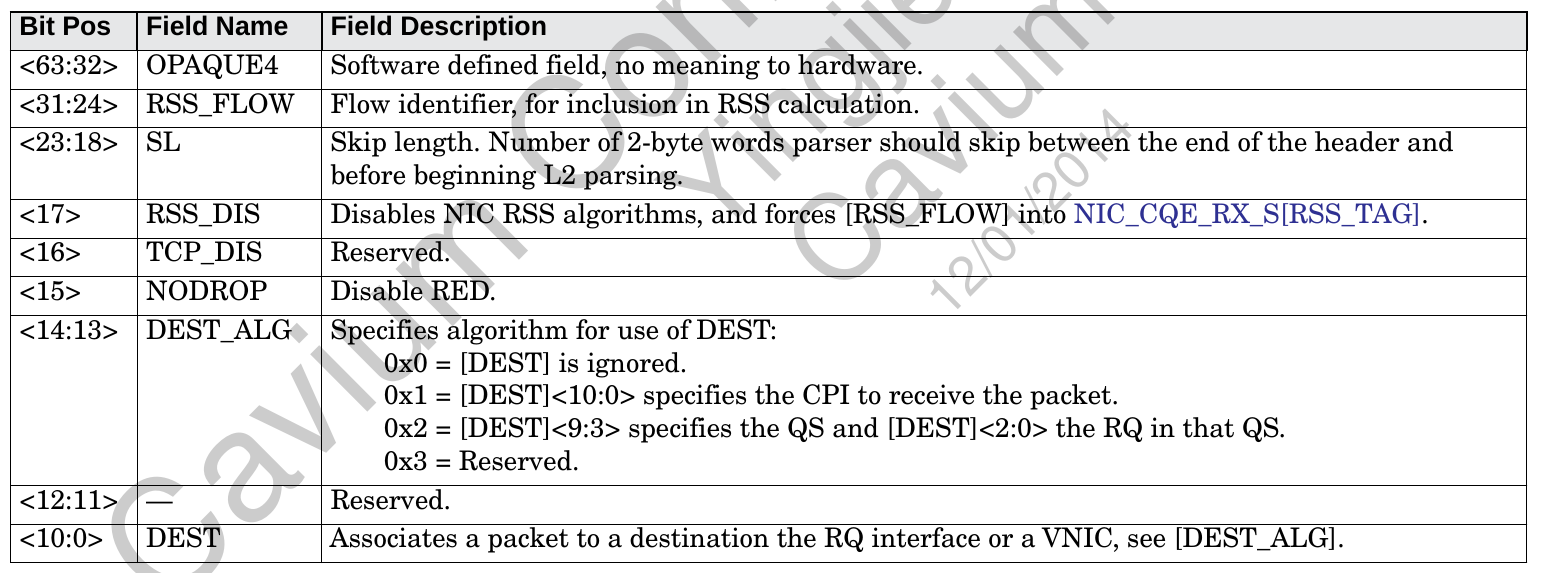 Bit Pos Field Name Field Description
<63:32> OPAQUE4 Software defined field, no meaning to hardware.
<31:24> RSS_FLOW Flow identifier, for inclusion in RSS calculation.
<23:18> SL Skip length. Number of 2-byte words parser should skip between the end of the header and
before beginning L2 parsing.
<17> RSS_DIS Disables NIC RSS algorithms, and forces [RSS_FLOW] into NIC_CQE_RX_S[RSS_TAG].
<16> TCP_DIS Reserved.
<15> NODROP Disable RED.
<14:13> DEST_ALG Specifies algorithm for use of DEST:
0x0 = [DEST] is ignored.
0x1 = [DEST]<10:0> specifies the CPI to receive the packet.
0x2 = [DEST]<9:3> specifies the QS and [DEST]<2:0> the RQ in that QS.
0x3 = Reserved.
<12:11> — Reserved.
<10:0> DEST Associates a packet to a destination the RQ interface or a VNIC, see [DEST_ALG].
Cavium
Yingjie
Cavium
12/01/2014